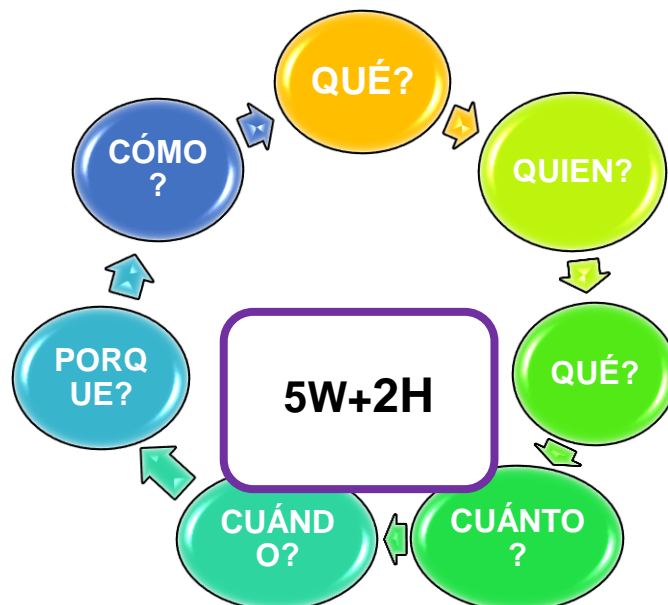 QUÉ?
QUIEN?
QUÉ?
CUÁNTO
?
CUÁND
O?
PORQ
UE?
CÓMO
?
5W+2H